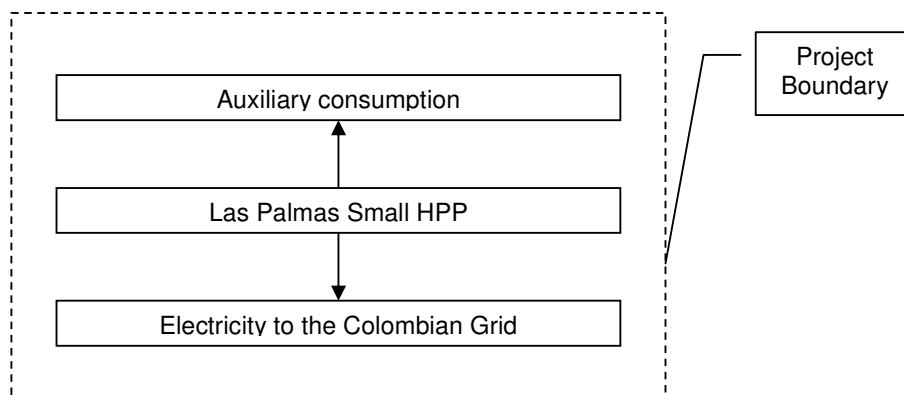 Project
Boundary
Auxiliary consumption
Las Palmas Small HPP
Electricity to the Colombian Grid